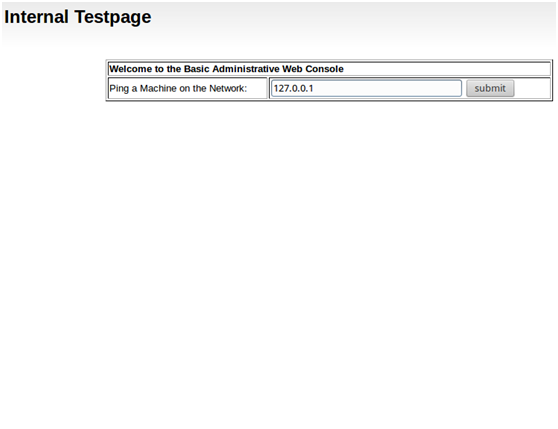 Internal Testpage
Welcome to the Basic Administrative Web Console
Ping a Machine on the Network: 127.0.0.1 submit